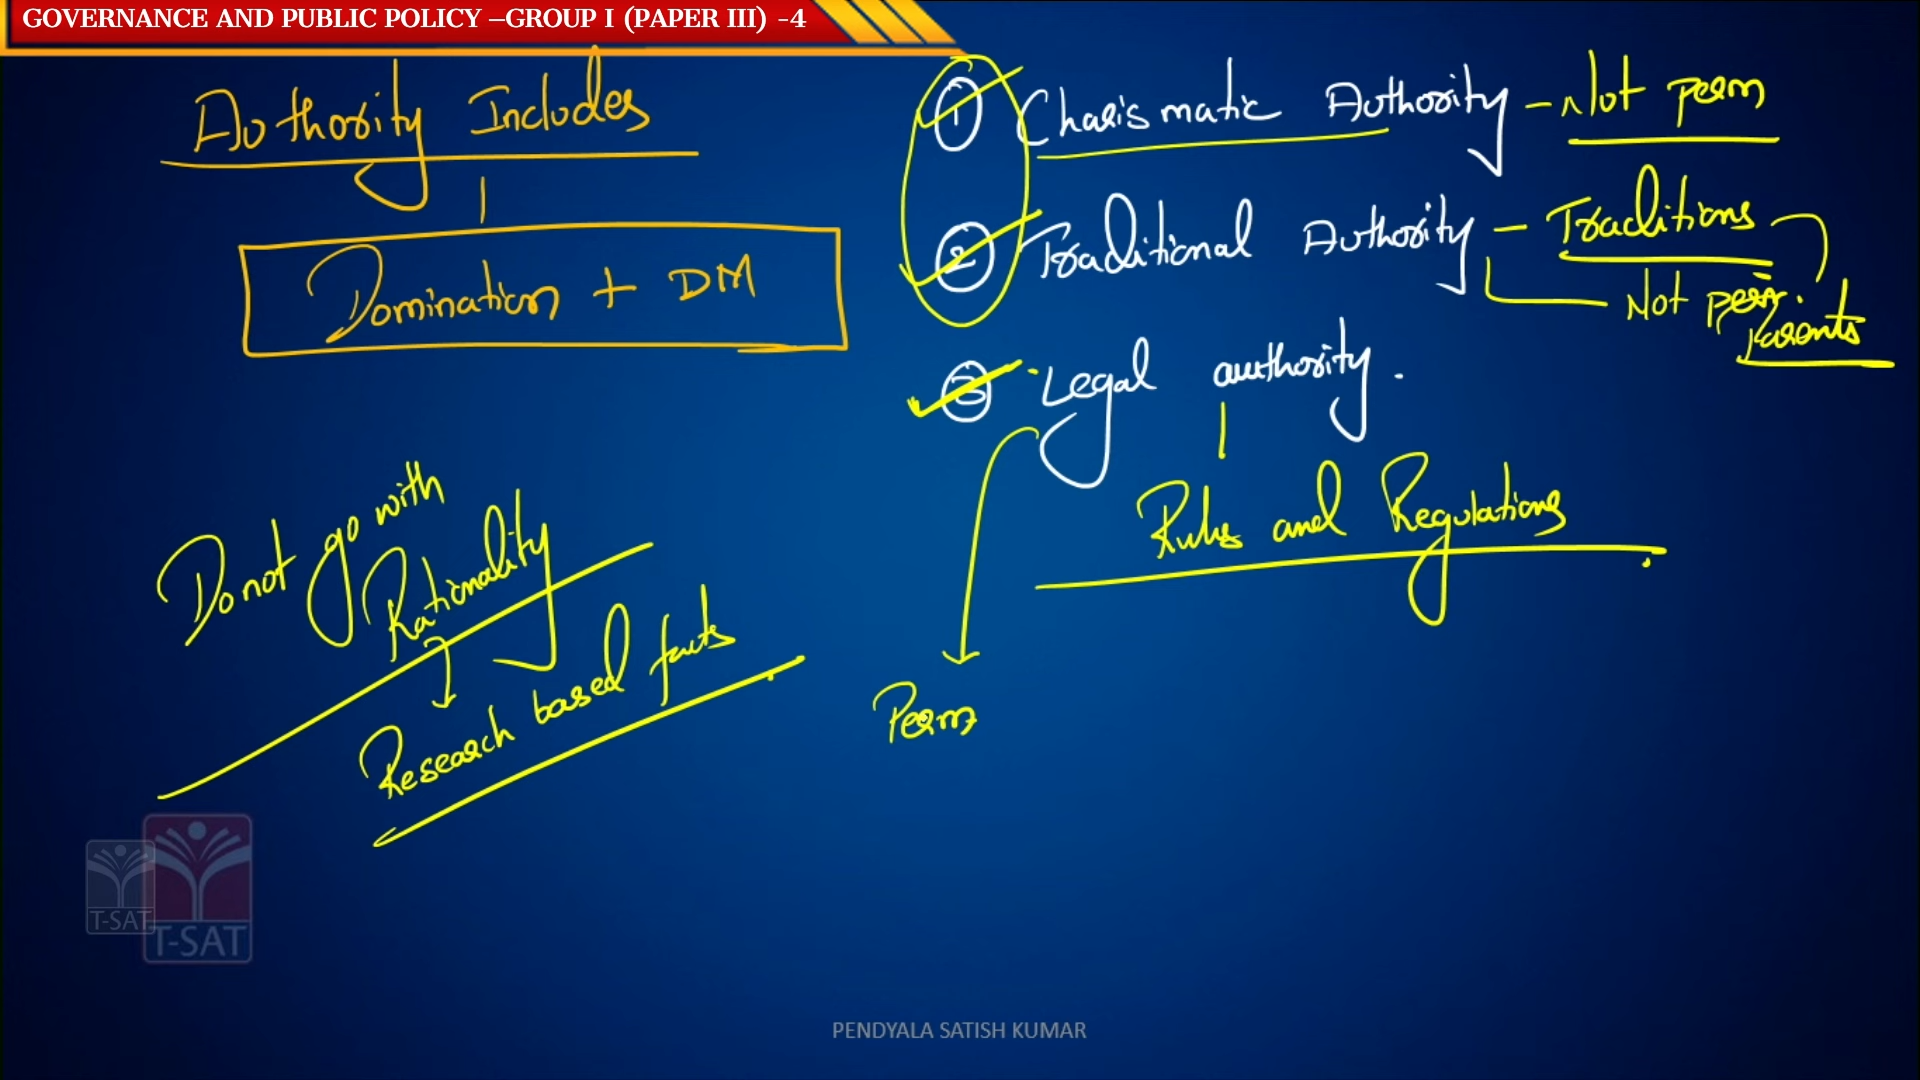 GOVERNANCE AND PUBLIC POLICY –GROUP I (PAPER III) -4
Authority Includes
Domination + DM
① Charismatic Authority - Not perm
② Traditional Authority - Traditions
Not perm.
Parents
③ Legal authority.
Rules and Regulations
Perm
Do not go with
Rationality
Research based facts
T-SAT
T-SAT
PENDYALA SATISH KUMAR